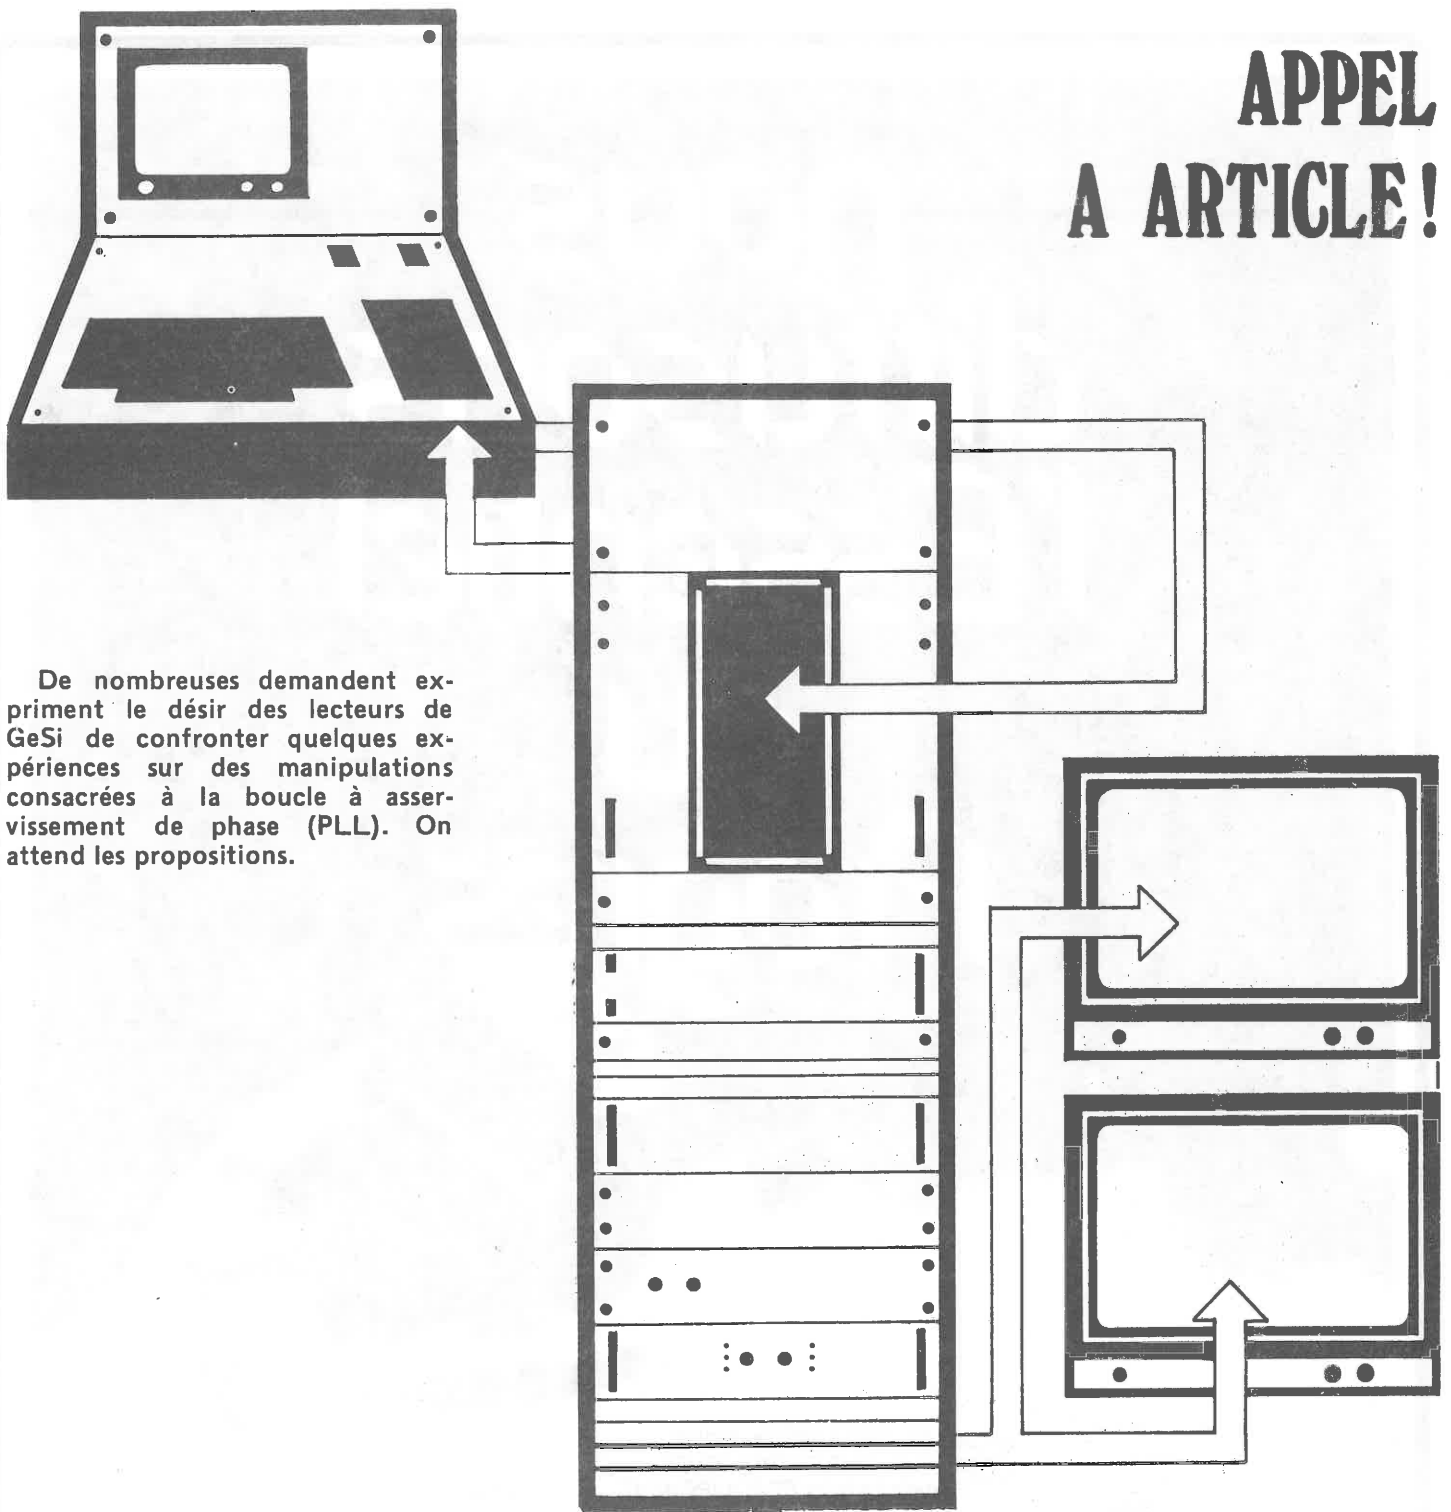 APPEL
A ARTICLE !
De nombreuses demandent ex-
priment le désir des lecteurs de
GeSi de confronter quelques ex-
périences sur des manipulations
consacrées à la boucle à asser-
vissement de phase (PLL). On
attend les propositions.